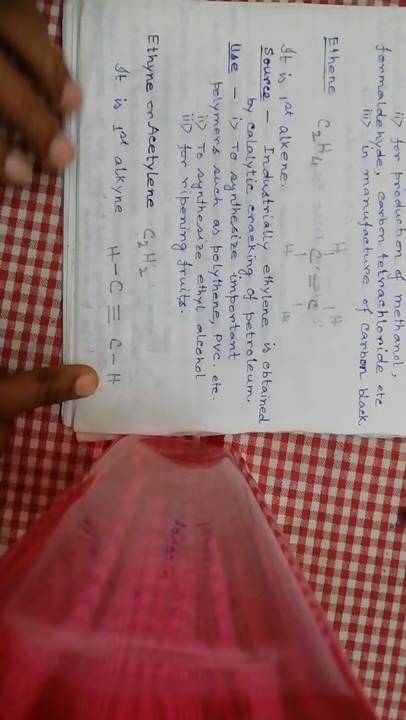 ii) for production of methanol,
formaldehyde, carbon tetrachloride etc
iii) in manufacture of carbon black.
Ethene C2H4
H H
C = C
H H
It is 1st alkene.
Source - Industrially ethylene is obtained
by catalytic cracking of petroleum
Use - i) To synthesize important
polymers such as polythene, PVC. etc.
ii) To synthesize ethyl alcohol
iii) for ripening fruits.
Ethyne or Acetylene C2H2
It is 1st alkyne H-C≡C-H